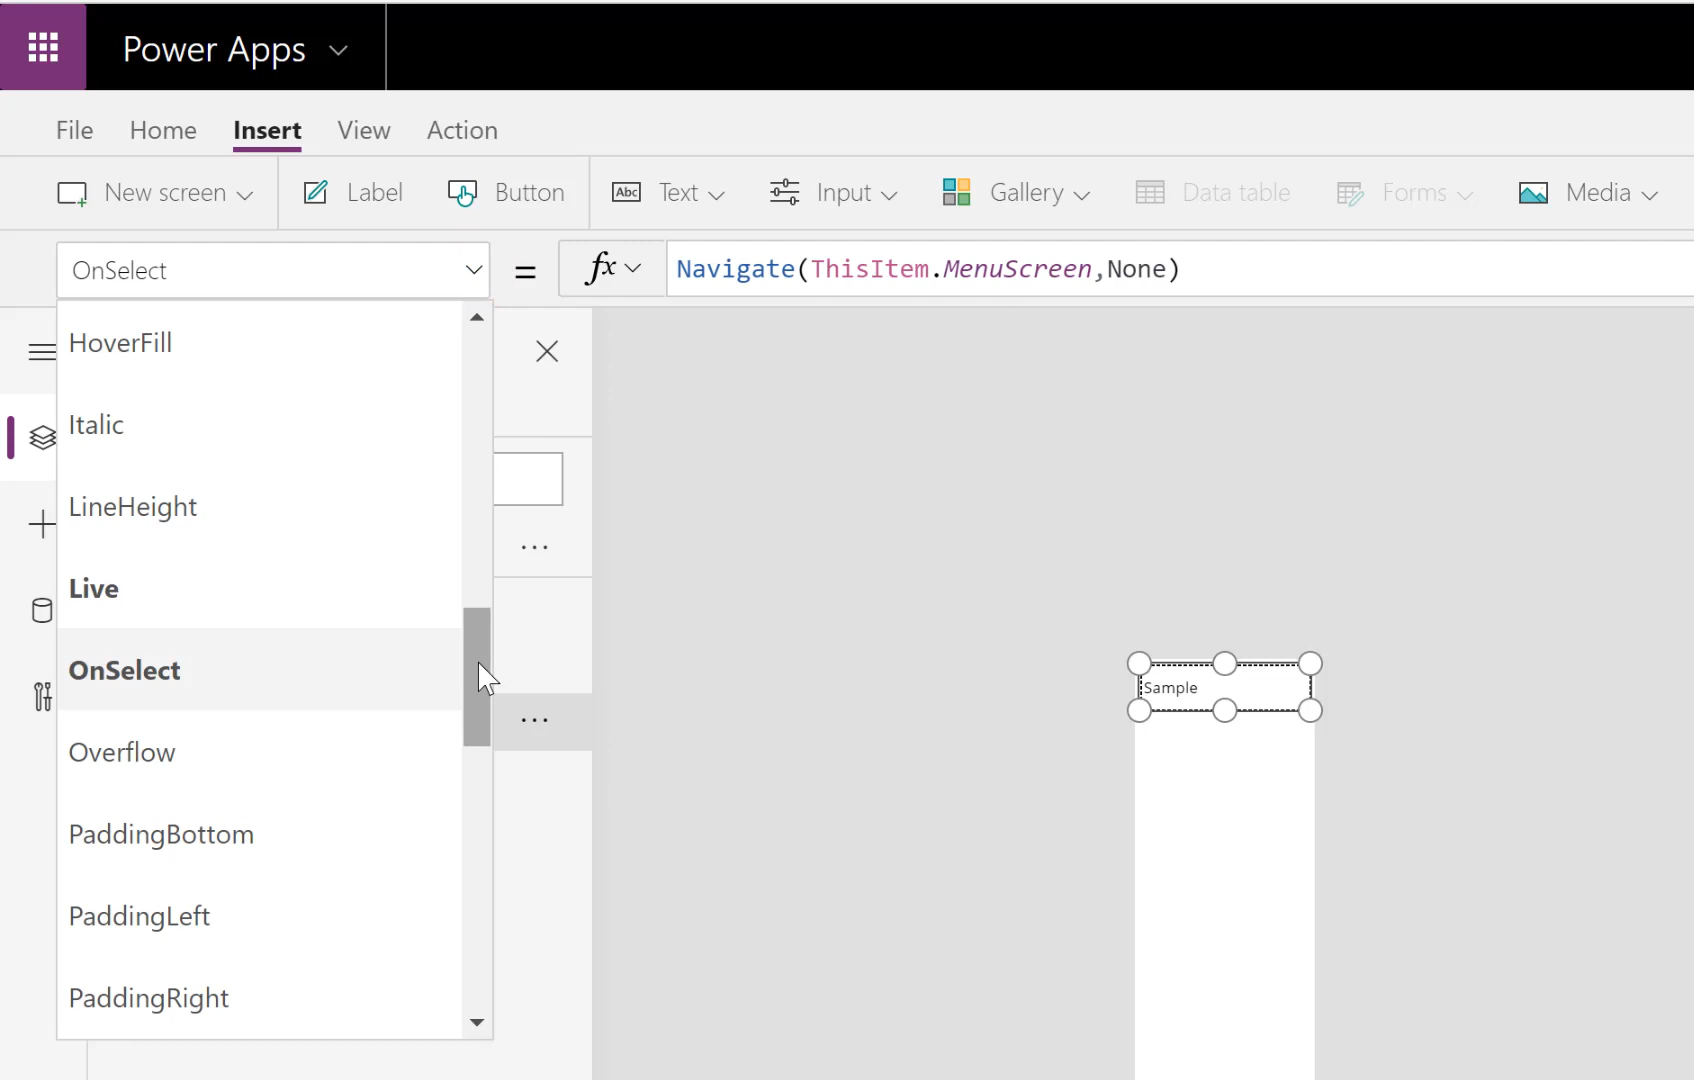 Power Apps
File Home Insert View Action
New screen Label Button Abc Text Input Gallery Data table Forms Media
OnSelect = fx Navigate(ThisItem.MenuScreen,None)
HoverFill
Italic
LineHeight
...
Live
OnSelect
...
Overflow
PaddingBottom
PaddingLeft
PaddingRight
Sample